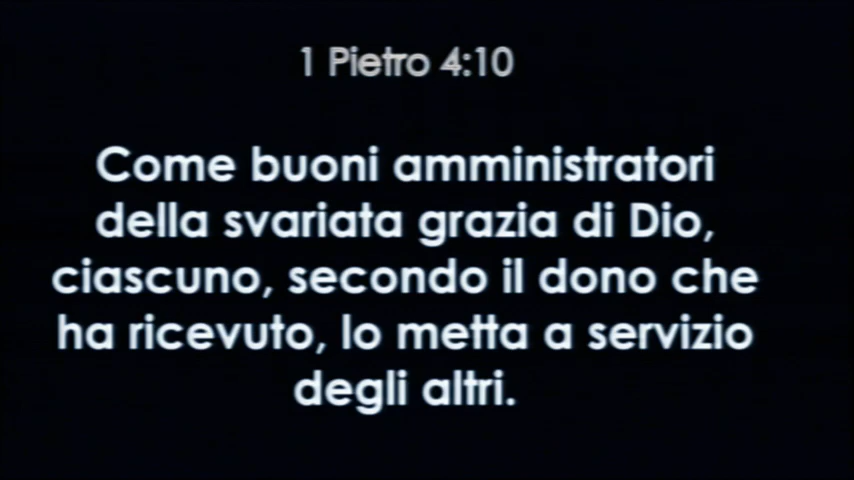 1 Pietro 4:10
Come buoni amministratori
della svariata grazia di Dio,
ciascuno, secondo il dono che
ha ricevuto, lo metta a servizio
degli altri.